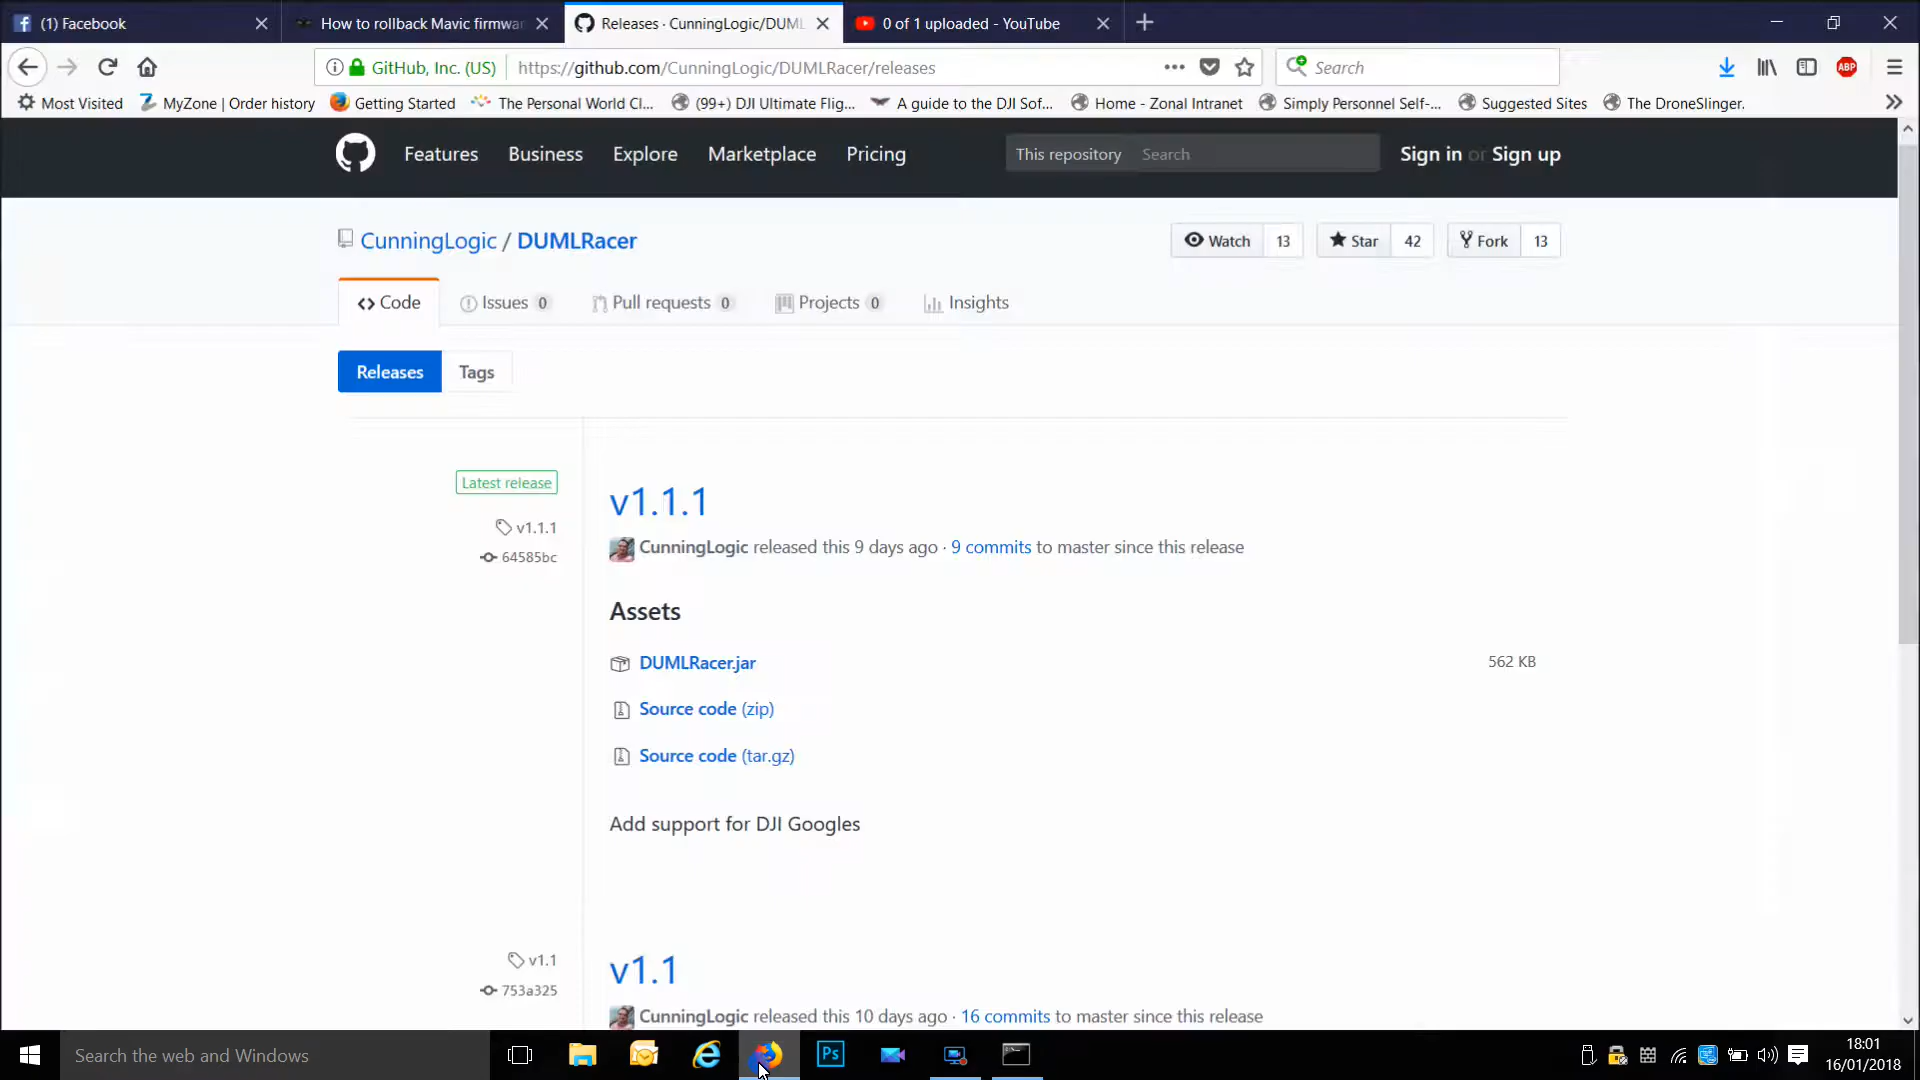 (1) Facebook
How to rollback Mavic firmwa
Releases · CunningLogic/DUML
0 of 1 uploaded - YouTube
GitHub, Inc. (US)
https://github.com/CunningLogic/DUMLRacer/releases
Search
ABP
Most Visited
MyZone | Order history
Getting Started
The Personal World Cl...
(99+) DJI Ultimate Flig...
A guide to the DJI Sof...
Home - Zonal Intranet
Simply Personnel Self-...
Suggested Sites
The DroneSlinger.
Features
Business
Explore
Marketplace
Pricing
This repository
Search
Sign in or Sign up
CunningLogic / DUMLRacer
Watch 13
Star 42
Fork 13
Code
Issues 0
Pull requests 0
Projects 0
Insights
Releases
Tags
Latest release
v1.1.1
64585bc
v1.1.1
CunningLogic released this 9 days ago · 9 commits to master since this release
Assets
DUMLRacer.jar
562 KB
Source code (zip)
Source code (tar.gz)
Add support for DJI Googles
v1.1
753a325
v1.1
CunningLogic released this 10 days ago · 16 commits to master since this release
Search the web and Windows
Ps
18:01
16/01/2018